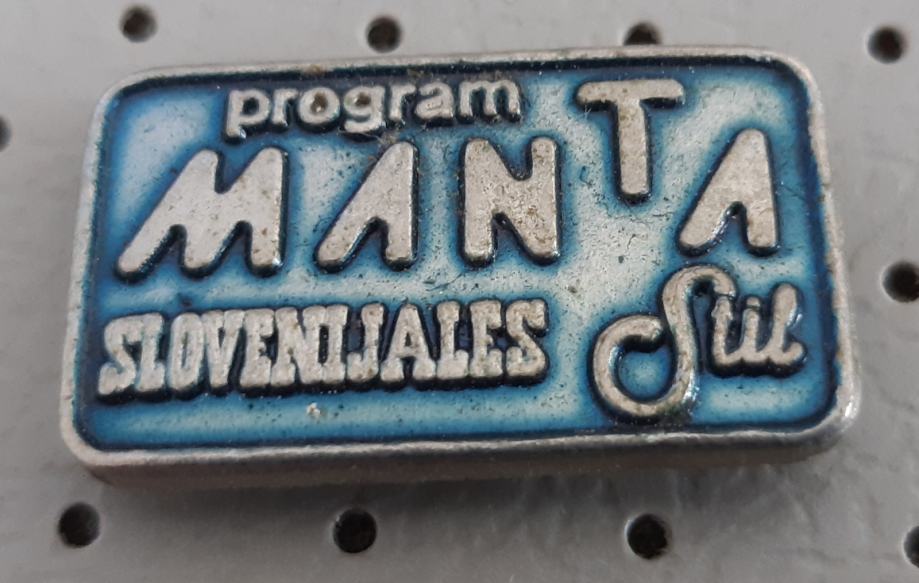 program
MANTA
SLOVENIJALES
Stil